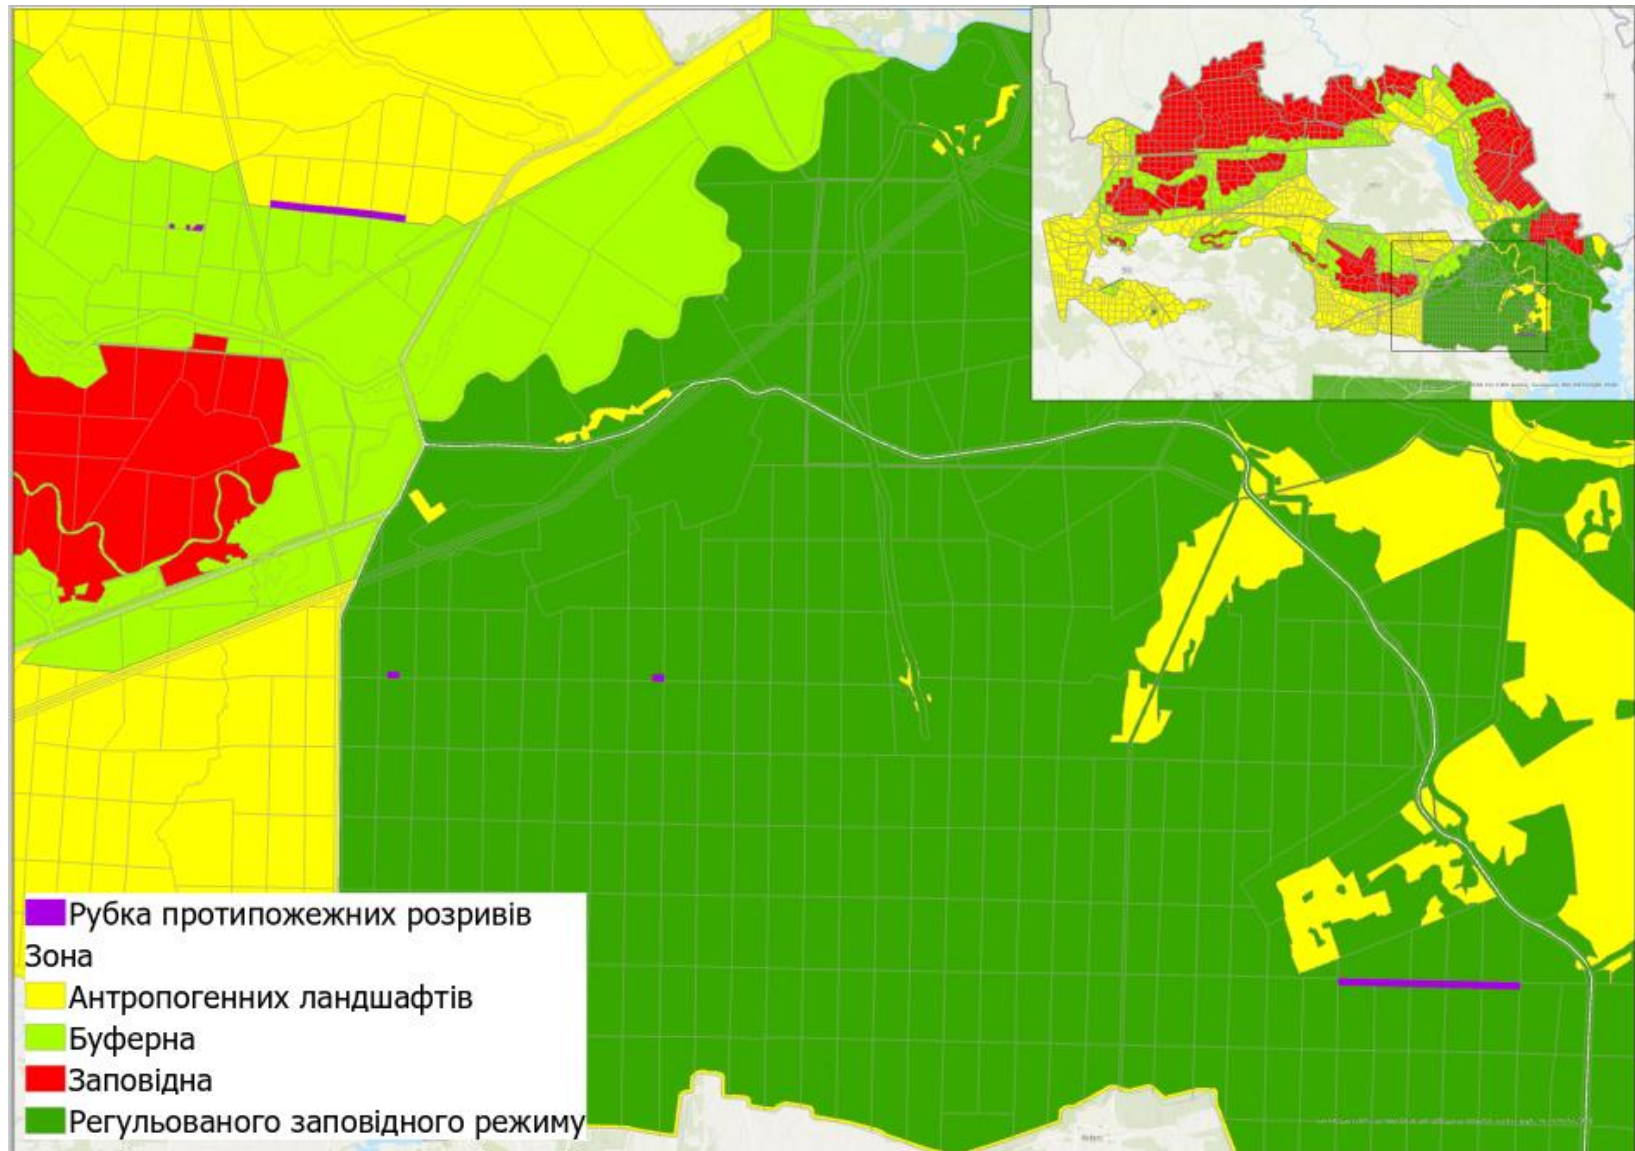 Рубка протипожежних розривів
Зона
Антропогенних ландшафтів
Буферна
Заповідна
Регульованого заповідного режиму